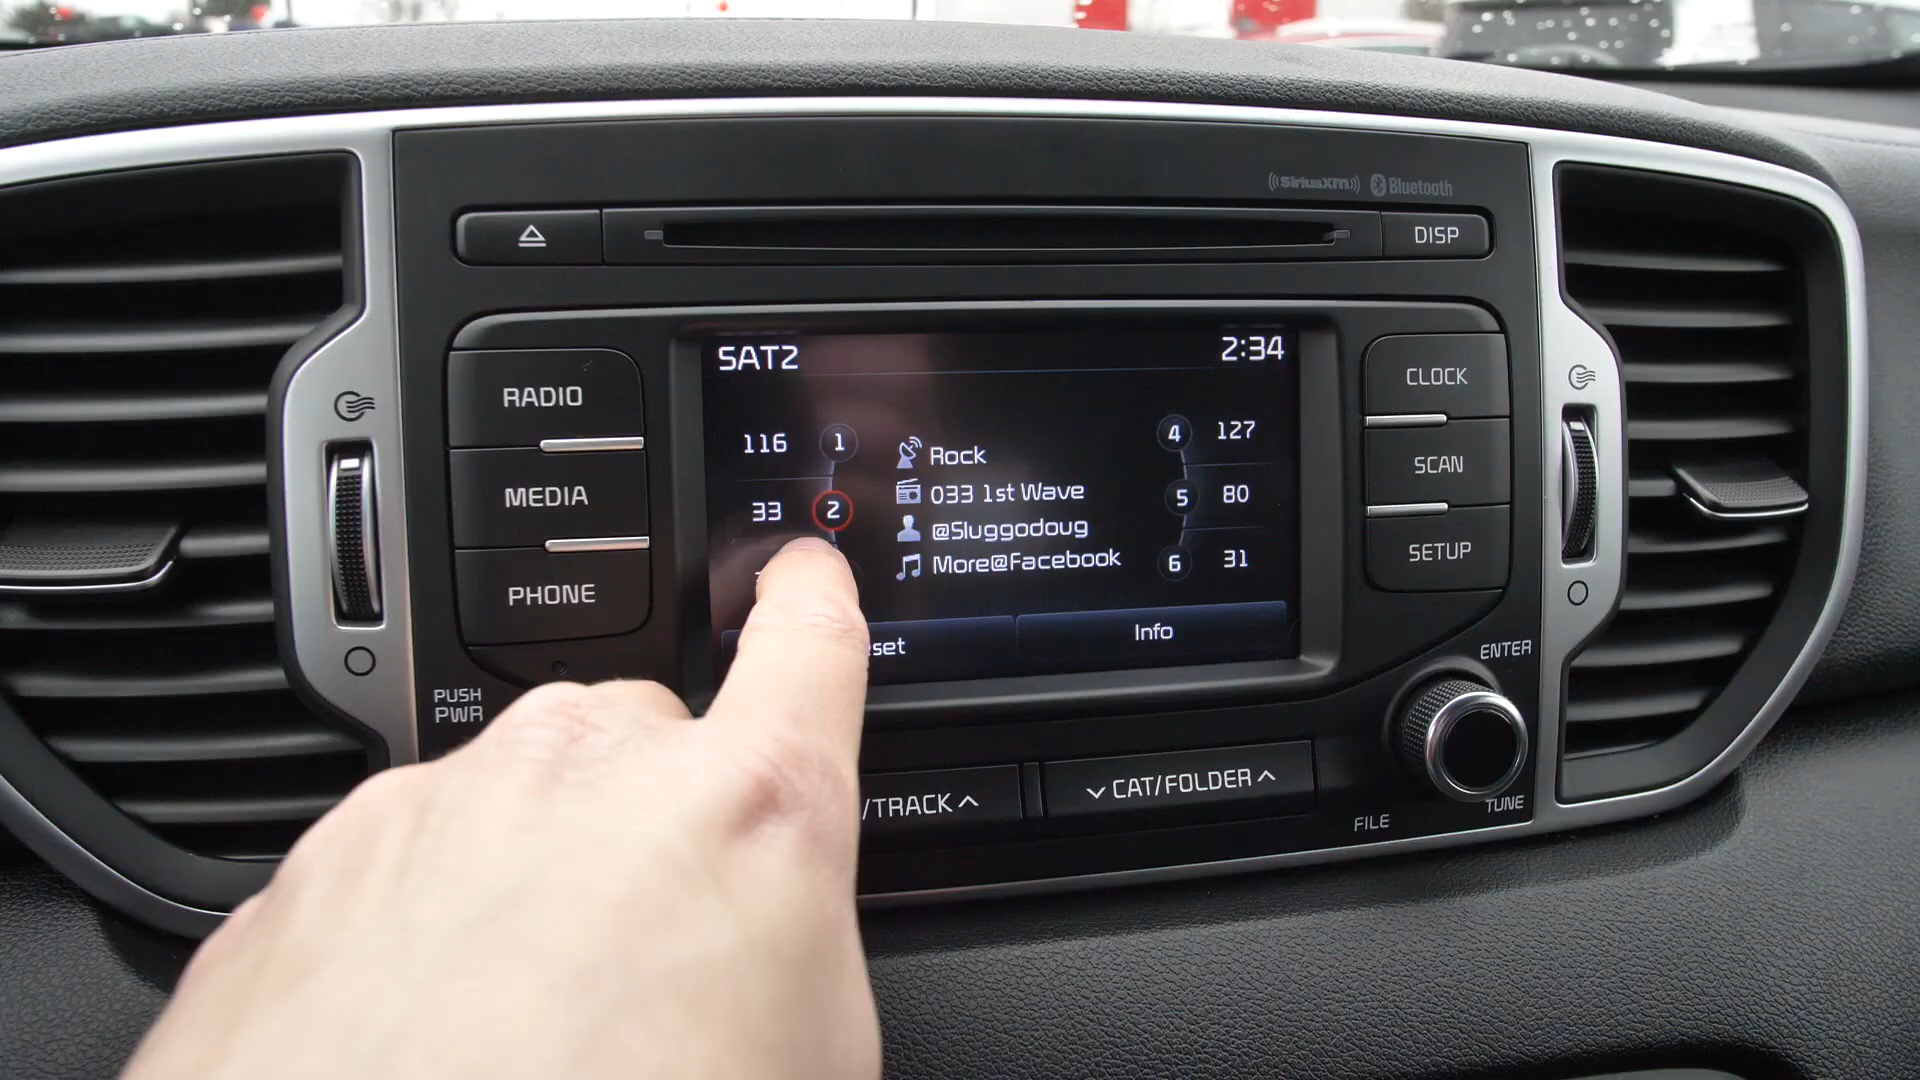 SiriusXM Bluetooth
DISP
RADIO
MEDIA
PHONE
PUSH
PWR
SAT2 2:34
116 1
33 2
Rock
033 1st Wave
@Sluggodoug
More@Facebook
4 127
5 80
6 31
Info
CLOCK
SCAN
SETUP
ENTER
TUNE
FILE
/TRACK
CAT/FOLDER